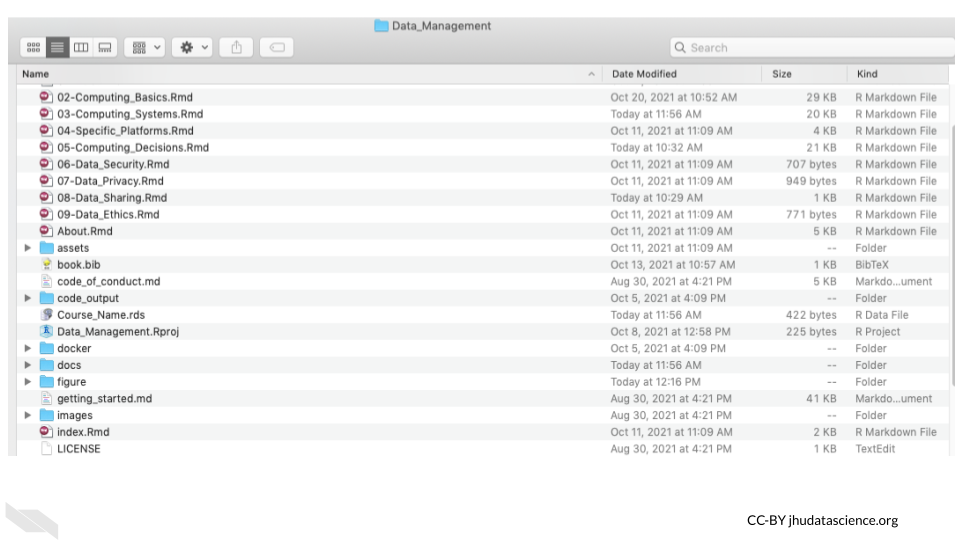 Data_Management
Search
Name Date Modified Size Kind
02-Computing_Basics.Rmd Oct 20, 2021 at 10:52 AM 29 KB R Markdown File
03-Computing_Systems.Rmd Today at 11:56 AM 20 KB R Markdown File
04-Specific_Platforms.Rmd Oct 11, 2021 at 11:09 AM 4 KB R Markdown File
05-Computing_Decisions.Rmd Today at 10:32 AM 21 KB R Markdown File
06-Data_Security.Rmd Oct 11, 2021 at 11:09 AM 707 bytes R Markdown File
07-Data_Privacy.Rmd Oct 11, 2021 at 11:09 AM 949 bytes R Markdown File
08-Data_Sharing.Rmd Today at 10:29 AM 1 KB R Markdown File
09-Data_Ethics.Rmd Oct 11, 2021 at 11:09 AM 771 bytes R Markdown File
About.Rmd Oct 11, 2021 at 11:09 AM 5 KB R Markdown File
assets Oct 11, 2021 at 11:09 AM -- Folder
book.bib Oct 13, 2021 at 10:57 AM 1 KB BibTeX
code_of_conduct.md Aug 30, 2021 at 4:21 PM 5 KB Markdo...ument
code_output Oct 5, 2021 at 4:09 PM -- Folder
Course_Name.rds Today at 11:56 AM 422 bytes R Data File
Data_Management.Rproj Oct 8, 2021 at 12:58 PM 225 bytes R Project
docker Oct 5, 2021 at 4:09 PM -- Folder
docs Today at 11:56 AM -- Folder
figure Today at 12:16 PM -- Folder
getting_started.md Aug 30, 2021 at 4:21 PM 41 KB Markdo...ument
images Aug 30, 2021 at 4:21 PM -- Folder
index.Rmd Oct 11, 2021 at 11:09 AM 2 KB R Markdown File
LICENSE Aug 30, 2021 at 4:21 PM 1 KB TextEdit
CC-BY jhudatascience.org